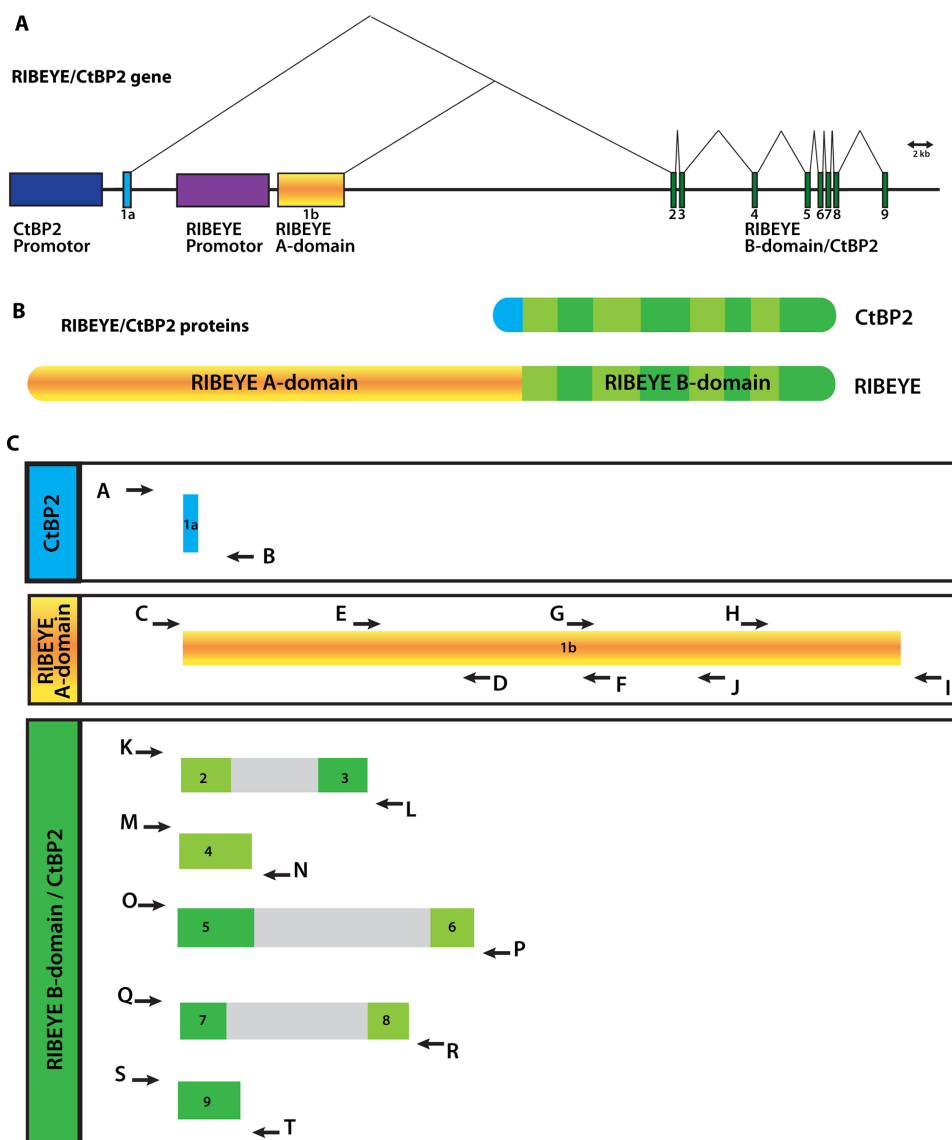 A
RIBEYE/CtBP2 gene
2 kb
1a
1b
2 3
4
5
6 7 8
9
CtBP2
Promotor
RIBEYE
Promotor
RIBEYE
A-domain
RIBEYE
B-domain/CtBP2
B
RIBEYE/CtBP2 proteins
CtBP2
RIBEYE A-domain
RIBEYE B-domain
RIBEYE
C
CtBP2
A
1a
B
RIBEYE
A-domain
C
E
G
H
1b
D
F
J
I
RIBEYE B-domain / CtBP2
K
2
3
L
M
4
N
O
5
6
P
Q
7
8
R
S
9
T